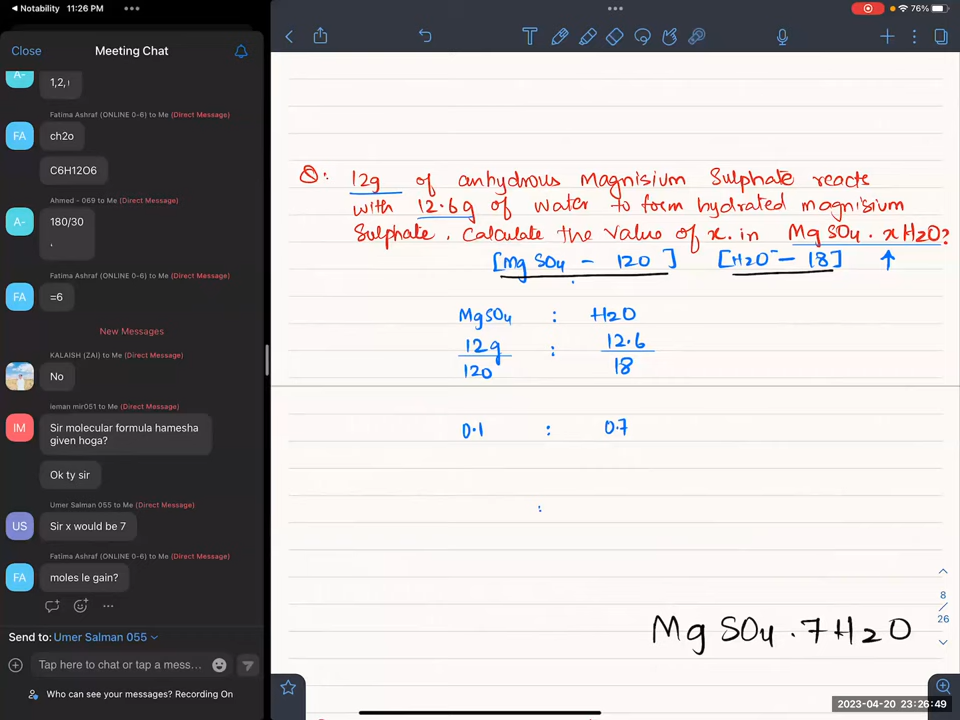 Notability 11:26 PM
76%
Close Meeting Chat
A-
1,2,
Fatima Ashraf (ONLINE 0-6) to Me (Direct Message)
FA
ch2o
C6H12O6
Ahmed - 069 to Me (Direct Message)
A-
180/30
,
Fatima Ashraf (ONLINE 0-6) to Me (Direct Message)
FA
=6
New Messages
KALAISH (ZAI) to Me (Direct Message)
No
ieman mir051 to Me (Direct Message)
IM
Sir molecular formula hamesha
given hoga?
Ok ty sir
Umer Salman 055 to Me (Direct Message)
US
Sir x would be 7
Fatima Ashraf (ONLINE 0-6) to Me (Direct Message)
FA
moles le gain?
Send to: Umer Salman 055
Tap here to chat or tap a mess...
Who can see your messages? Recording On
Q: 12g of anhydrous Magnisium Sulphate reacts
with 12.6g of water to form hydrated magnisium
Sulphate. Calculate the value of x. in MgSO4. xH2O?
[MgSO4 - 120] [H2O - 18] ↑
MgSO4 : H2O
12g : 12.6
120 18
0.1 : 0.7
:
MgSO4.7H2O
8
/
26
2023-04-20 23:26:49